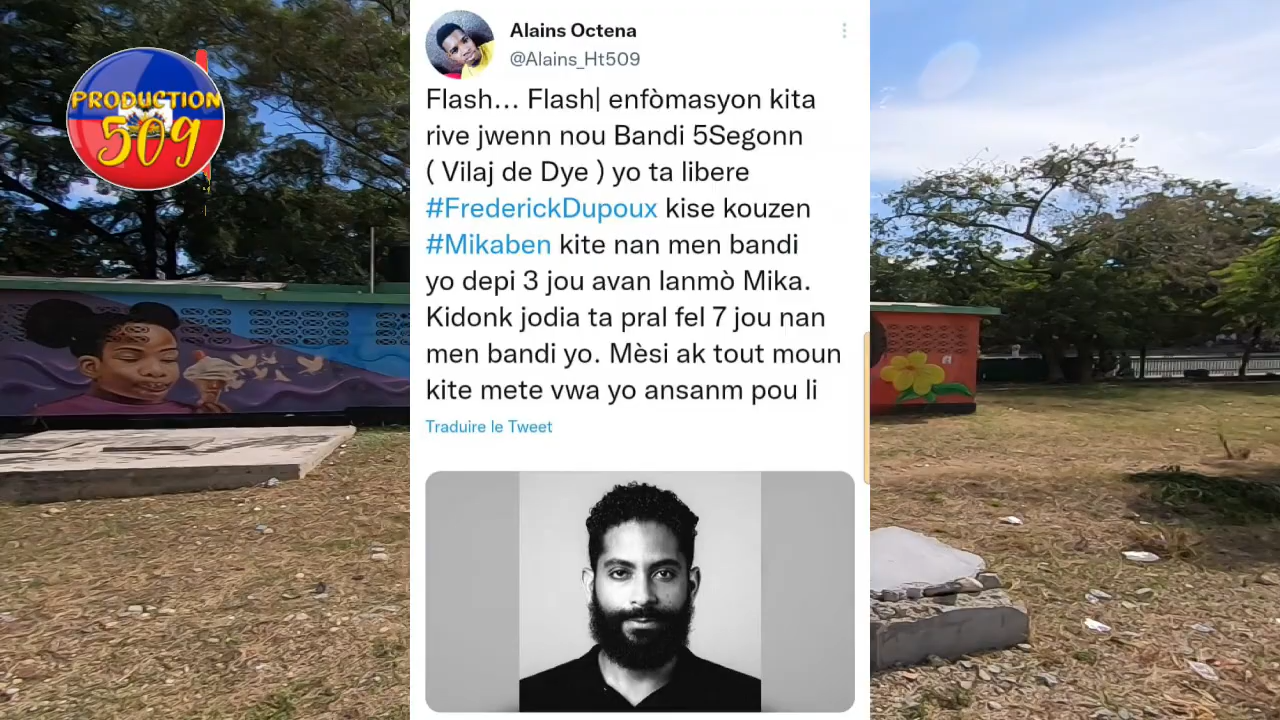 PRODUCTION
509
Alains Octena
@Alains_Ht509
Flash... Flash| enfòmasyon kita
rive jwenn nou Bandi 5Segonn
( Vilaj de Dye ) yo ta libere
#FrederickDupoux kise kouzen
#Mikaben kite nan men bandi
yo depi 3 jou avan lanmò Mika.
Kidonk jodia ta pral fel 7 jou nan
men bandi yo. Mèsi ak tout moun
kite mete vwa yo ansanm pou li
Traduire le Tweet